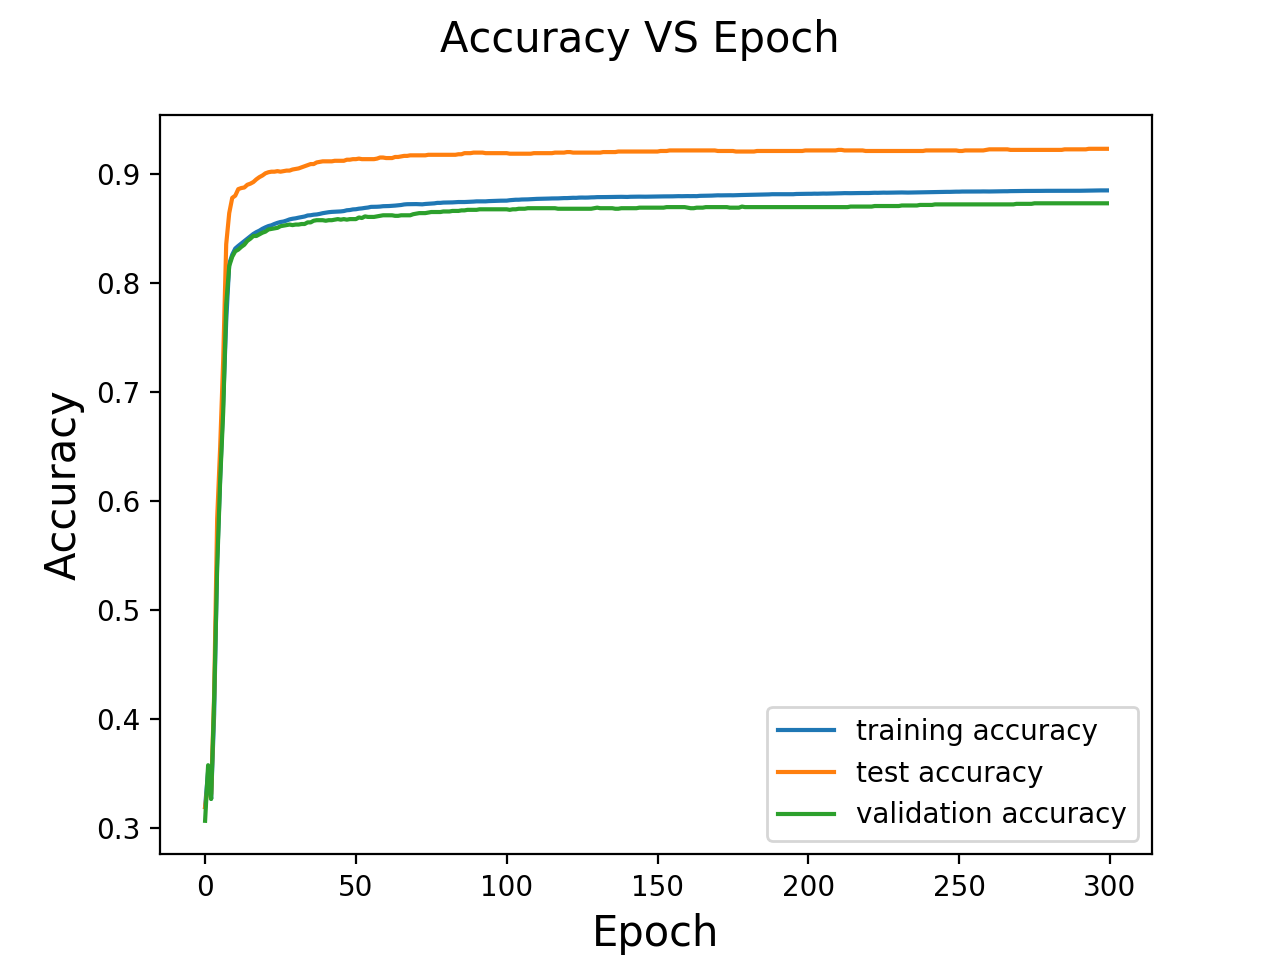 Accuracy VS Epoch
Accuracy
0.9
0.8
0.7
0.6
0.5
0.4
0.3
training accuracy
test accuracy
validation accuracy
0 50 100 150 200 250 300
Epoch